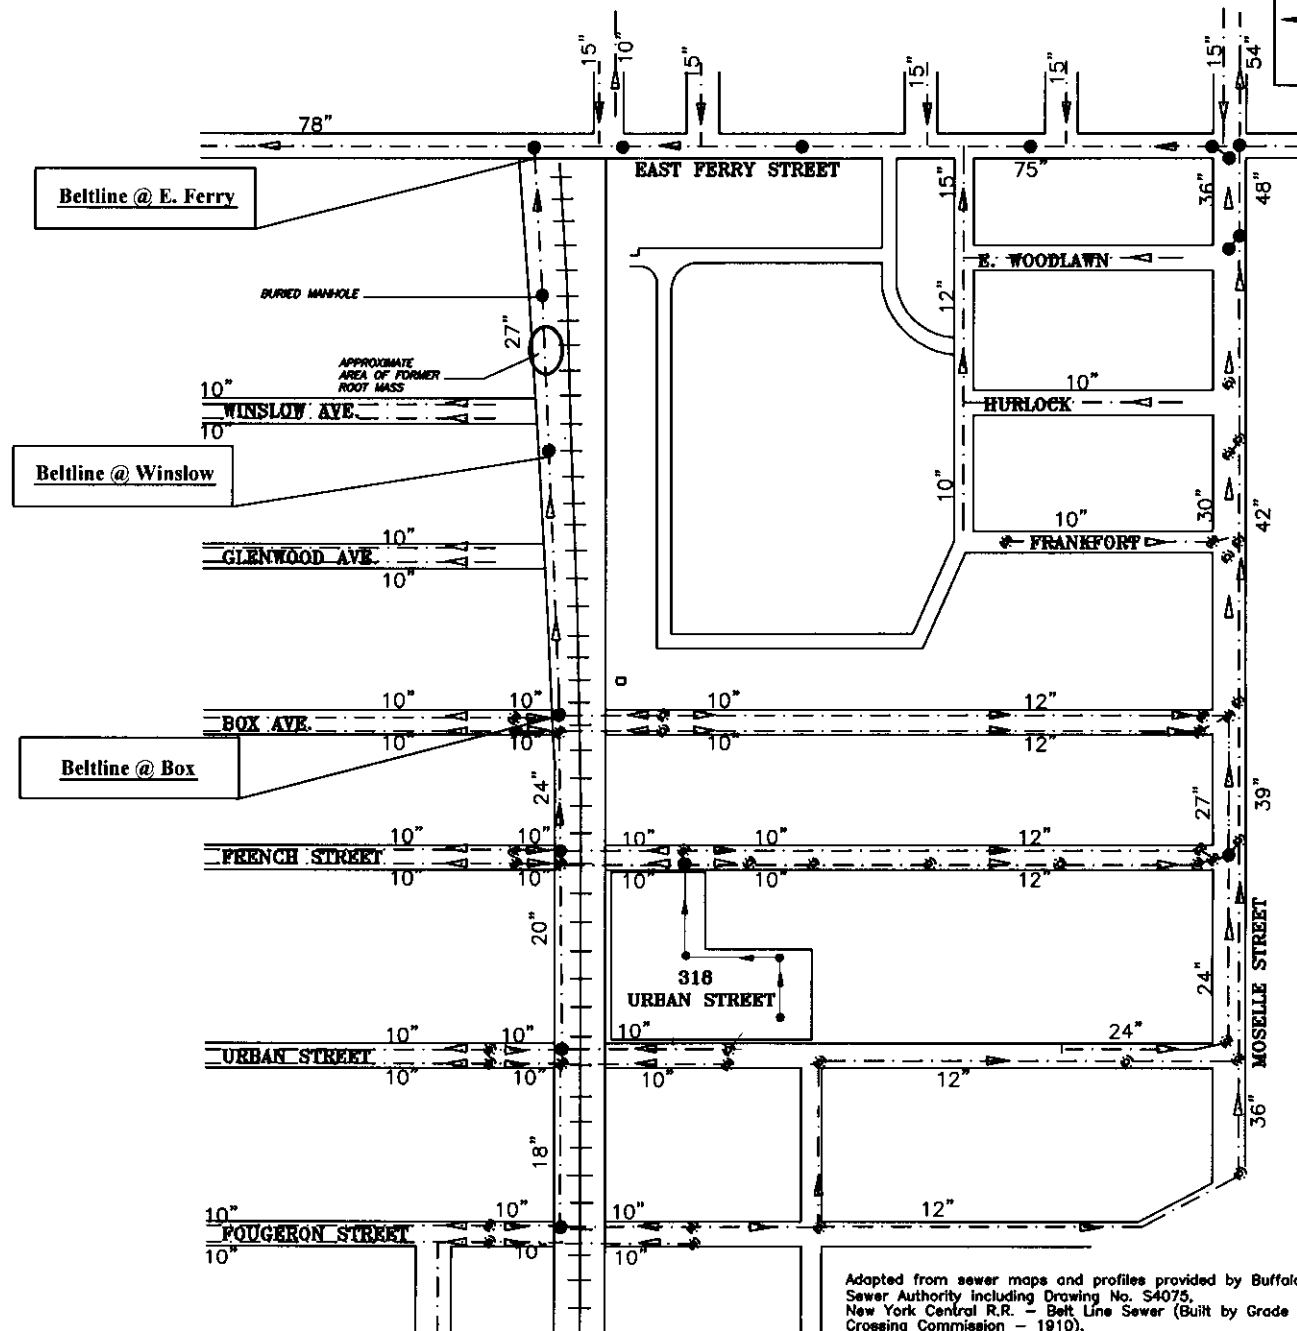 15"
10"
15"
15"
15"
15"
54"
78"
EAST FERRY STREET
75"
15"
36"
48"
Beltline @ E. Ferry
E. WOODLAWN
BURIED MANHOLE
12"
27"
APPROXIMATE
AREA OF FORMER
ROOT MASS
10"
WINSLOW AVE.
10"
10"
HURLOCK
Beltline @ Winslow
10"
30"
42"
10"
FRANKFORT
10"
GLENWOOD AVE.
10"
10"
10"
10"
12"
BOX AVE.
10"
10"
10"
12"
Beltline @ Box
24"
27"
39"
10"
10"
10"
10"
12"
FRENCH STREET
10"
10"
10"
10"
12"
20"
24"
MOSELLE STREET
318
URBAN STREET
10"
10"
10"
24"
URBAN STREET
10"
10"
10"
12"
36"
18"
10"
10"
10"
12"
FOUGERON STREET
10"
10"
10"
Adapted from sewer maps and profiles provided by Buffalo
Sewer Authority including Drawing No. S4075,
New York Central R.R. – Belt Line Sewer (Built by Grade
Crossing Commission – 1910).